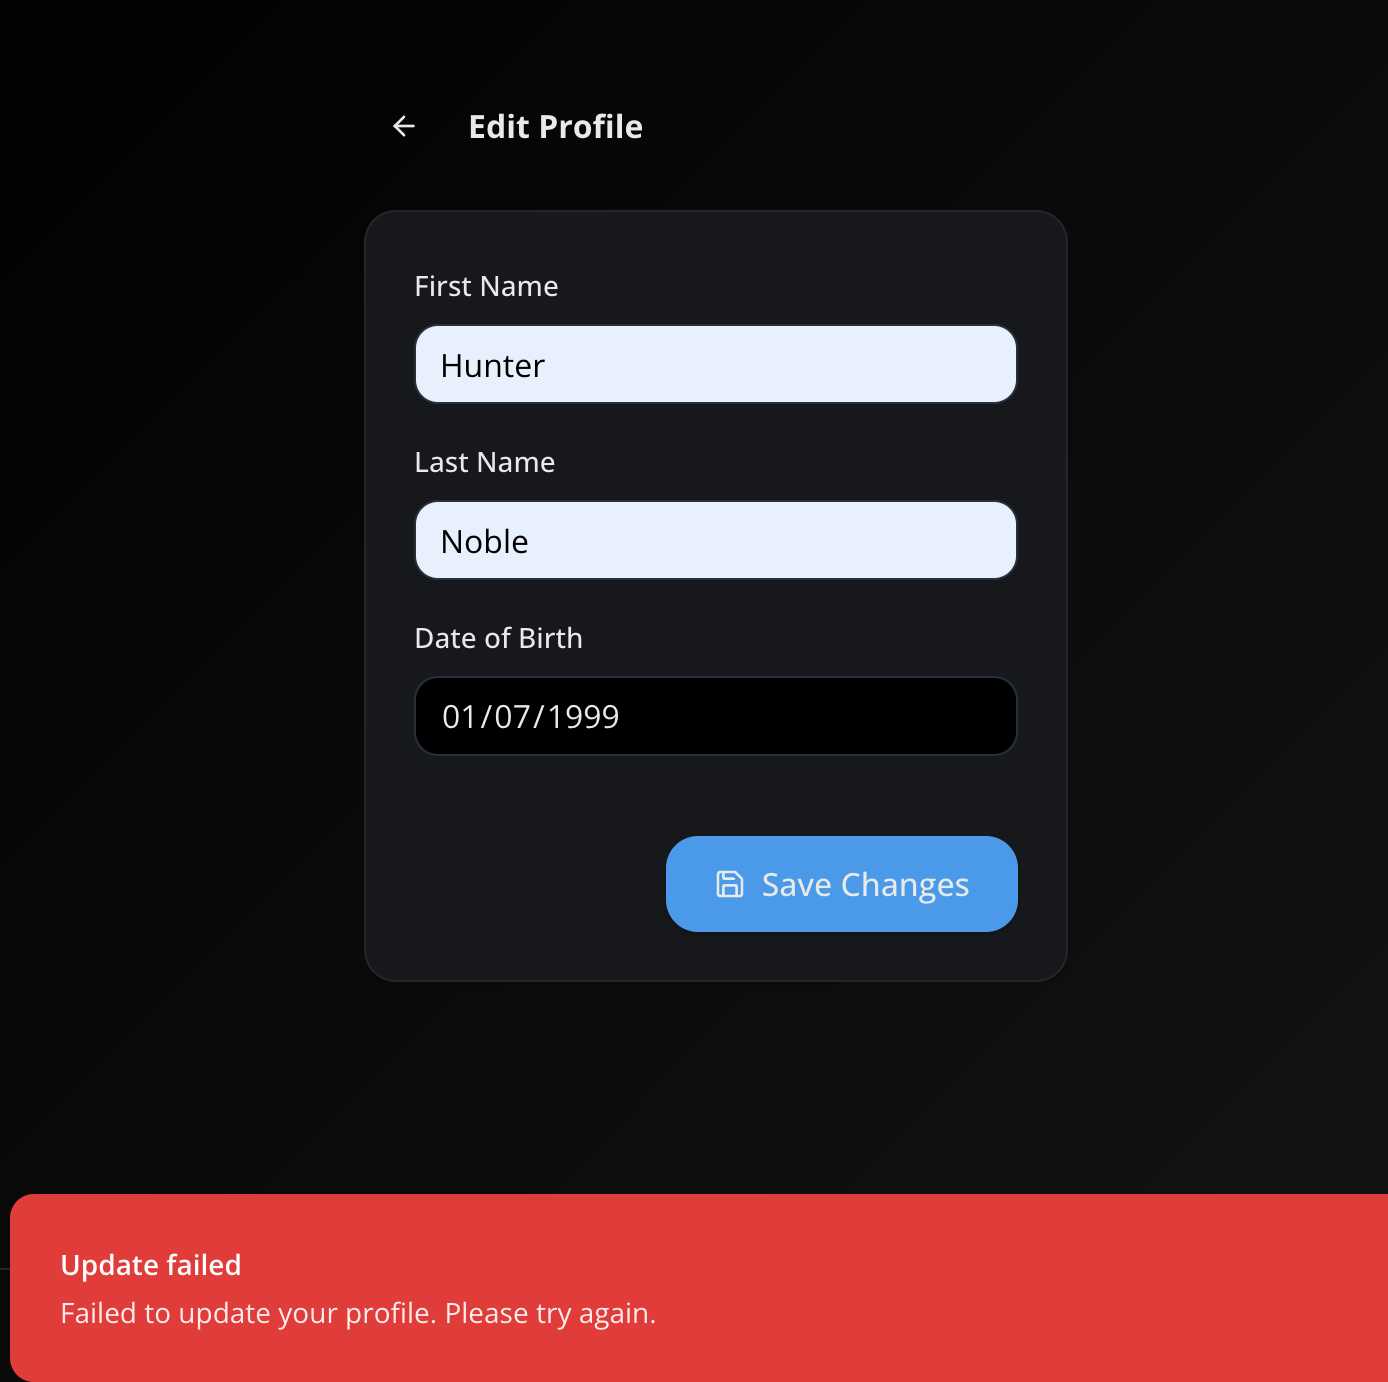 Edit Profile
First Name
Hunter
Last Name
Noble
Date of Birth
01/07/1999
Save Changes
Update failed
Failed to update your profile. Please try again.